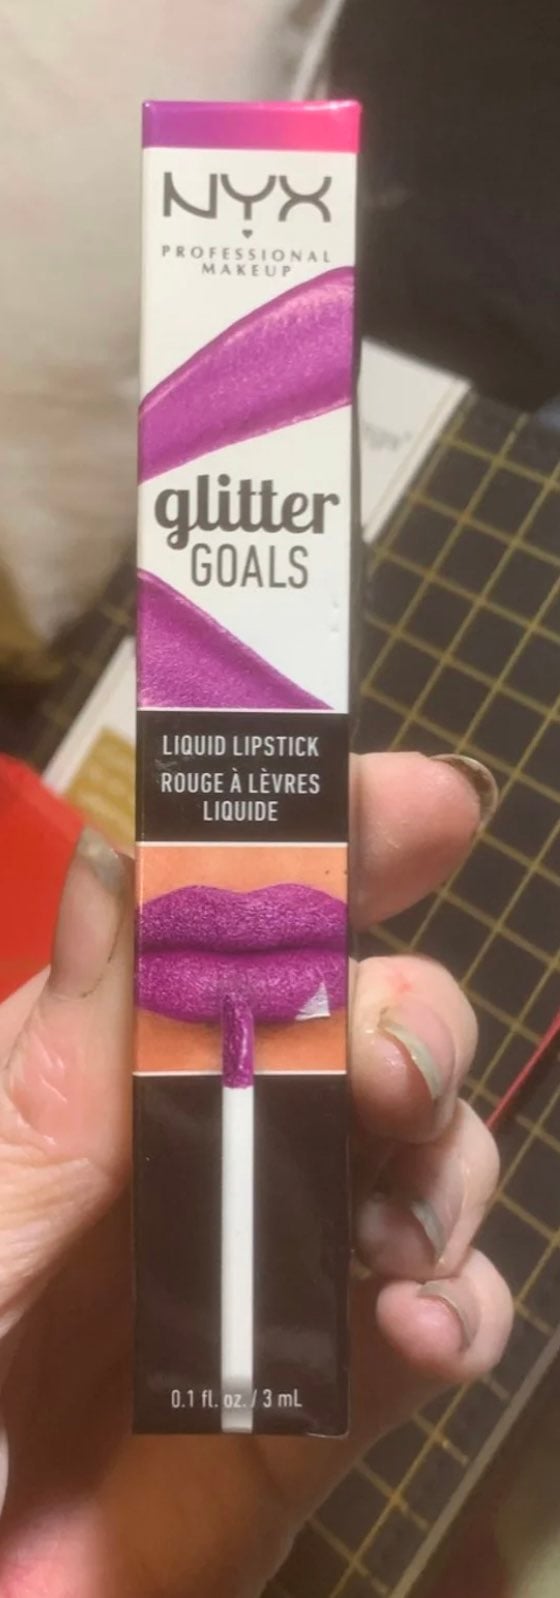 NYX
PROFESSIONAL
MAKEUP
glitter
GOALS
LIQUID LIPSTICK
ROUGE À LÈVRES
LIQUIDE
0.1 fl. oz. / 3 mL